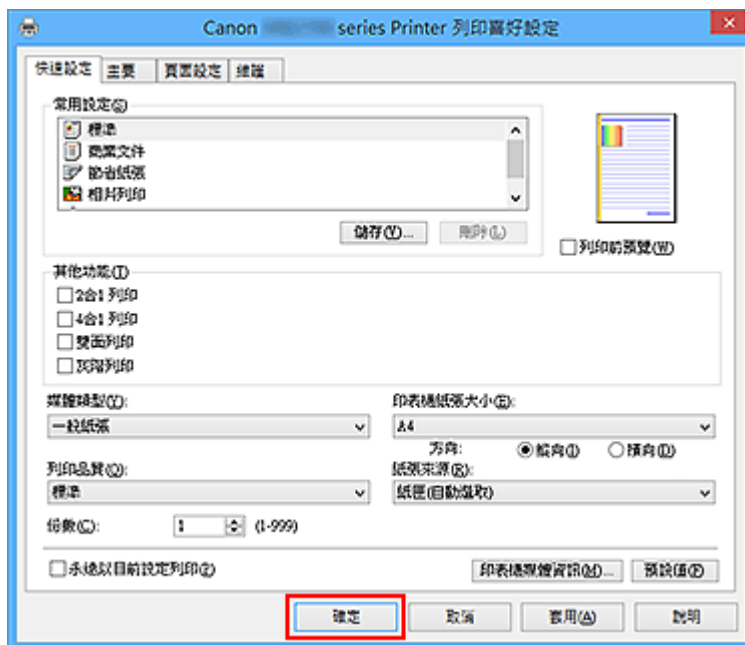 Canon series Printer 列印喜好設定
快速設定 主要 頁面設定 維護
常用設定(S)
標準
商業文件
節省紙張
相片列印
儲存(V)... 刪除(L)
列印前預覽(W)
其他功能(T)
2合1 列印
4合1 列印
雙面列印
灰階列印
媒體類型(Y):
一般紙張
印表機紙張大小(E):
A4
方向: 縱向(I) 橫向(D)
列印品質(Q):
標準
紙張來源(R):
紙匣(自動選取)
份數(C): 1 (1-999)
永遠以目前設定列印(2)
印表機媒體資訊(M)... 預設值(F)
確定 取消 套用(A) 說明